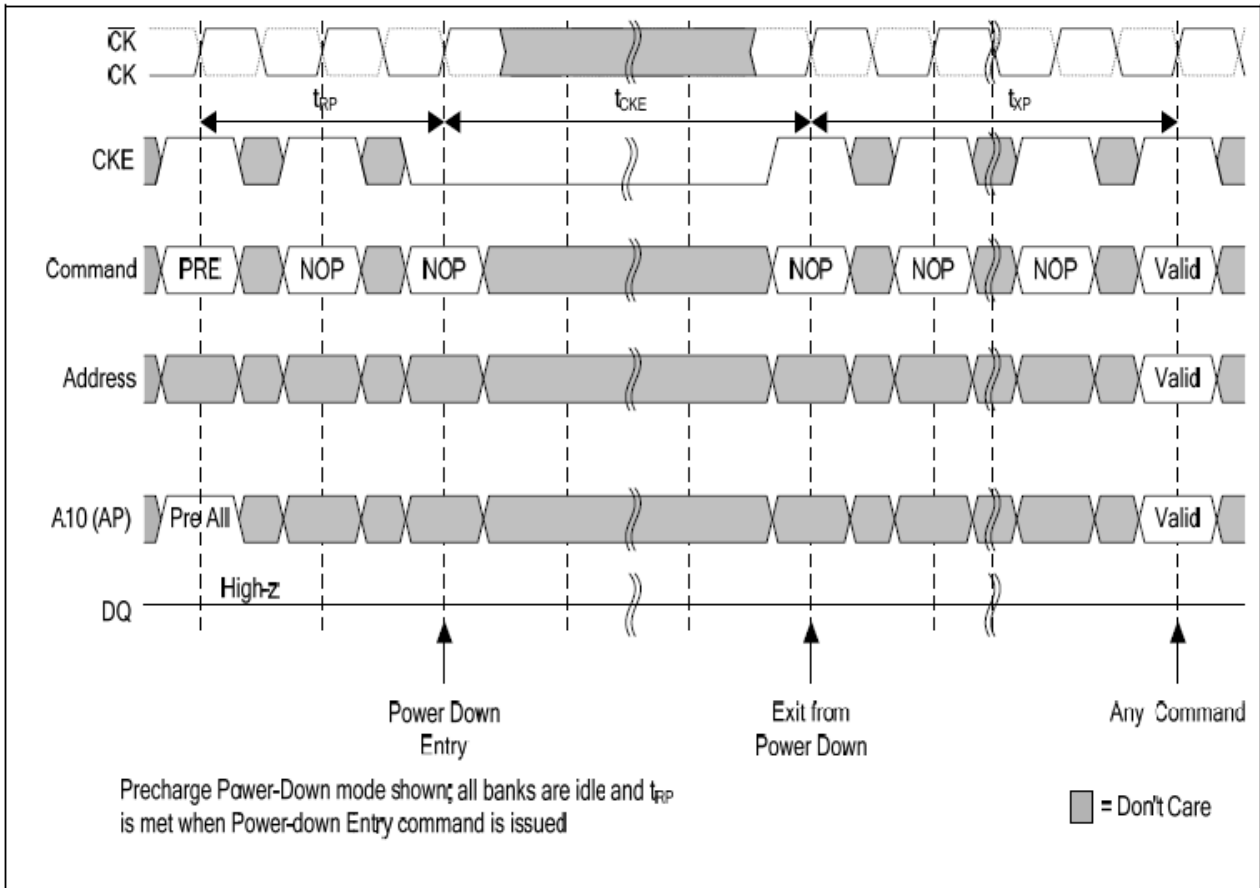 CK
CK
tRP
tCKE
tXP
CKE
Command PRE NOP NOP NOP NOP NOP Valid
Address Valid
A10 (AP) Pre All Valid
High-z
DQ
Power Down
Entry
Exit from
Power Down
Any Command
Precharge Power-Down mode shown; all banks are idle and tRP
is met when Power-down Entry command is issued
= Don't Care